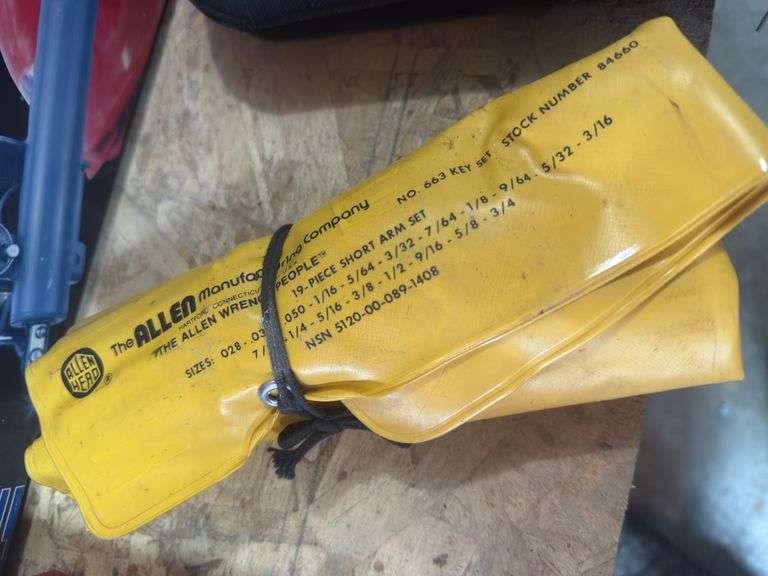 ALLEN
HEAD
®
The ALLEN manufacturing company
HARTFORD CONNECTICUT
"THE ALLEN WRENCH PEOPLE"™
NO. 663 KEY SET STOCK NUMBER 84660
19-PIECE SHORT ARM SET
SIZES: 028 - 050 - 1/16 - 5/64 - 3/32 - 7/64 - 1/8 - 9/64 - 5/32 - 3/16
1/4 - 5/16 - 3/8 - 1/2 - 9/16 - 5/8 - 3/4
NSN 5120-00-089-1408